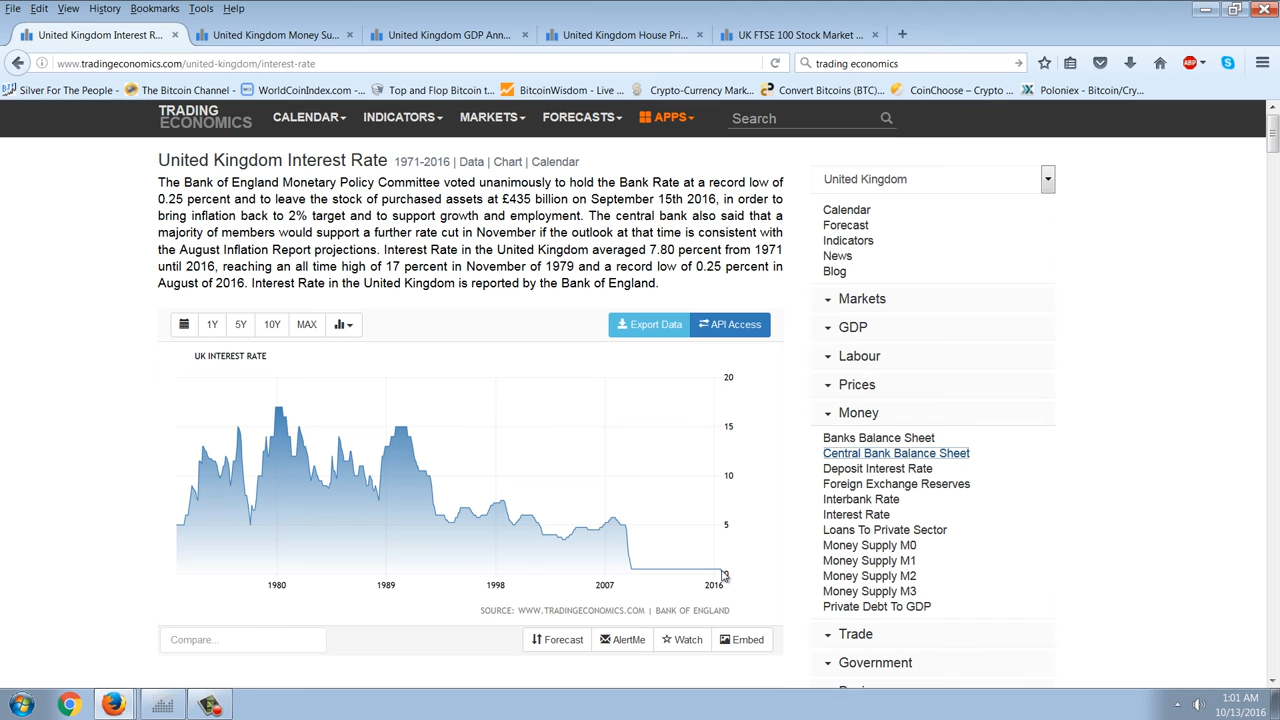 File Edit View History Bookmarks Tools Help
United Kingdom Interest R... × United Kingdom Money Su... × United Kingdom GDP Ann... × United Kingdom House Pri... × UK FTSE 100 Stock Market ... × +
www.tradingeconomics.com/united-kingdom/interest-rate
trading economics
ABP
Silver For The People - The Bitcoin Channel - WorldCoinIndex.com -... Top and Flop Bitcoin t... BitcoinWisdom - Live ... Crypto-Currency Mark... Convert Bitcoins (BTC)... CoinChoose – Crypto ... Poloniex - Bitcoin/Cry...
TRADING
ECONOMICS
CALENDAR INDICATORS MARKETS FORECASTS APPS Search
United Kingdom Interest Rate 1971-2016 | Data | Chart | Calendar
The Bank of England Monetary Policy Committee voted unanimously to hold the Bank Rate at a record low of
0.25 percent and to leave the stock of purchased assets at £435 billion on September 15th 2016, in order to
bring inflation back to 2% target and to support growth and employment. The central bank also said that a
majority of members would support a further rate cut in November if the outlook at that time is consistent with
the August Inflation Report projections. Interest Rate in the United Kingdom averaged 7.80 percent from 1971
until 2016, reaching an all time high of 17 percent in November of 1979 and a record low of 0.25 percent in
August of 2016. Interest Rate in the United Kingdom is reported by the Bank of England.
1Y 5Y 10Y MAX Export Data API Access
UK INTEREST RATE
20
15
10
5
0
1980 1989 1998 2007 2016
SOURCE: WWW.TRADINGECONOMICS.COM | BANK OF ENGLAND
Compare... Forecast AlertMe Watch Embed
United Kingdom
Calendar
Forecast
Indicators
News
Blog
Markets
GDP
Labour
Prices
Money
Banks Balance Sheet
Central Bank Balance Sheet
Deposit Interest Rate
Foreign Exchange Reserves
Interbank Rate
Interest Rate
Loans To Private Sector
Money Supply M0
Money Supply M1
Money Supply M2
Money Supply M3
Private Debt To GDP
Trade
Government
1:01 AM
10/13/2016